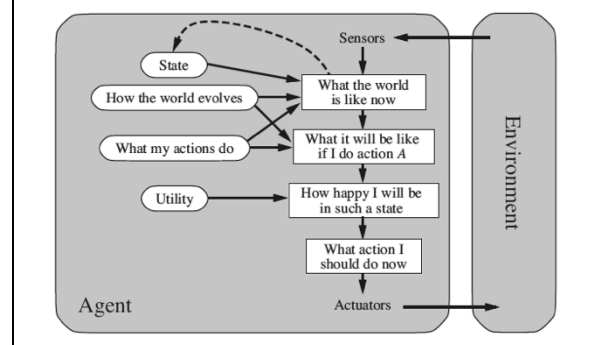 Sensors
State
What the world
is like now
How the world evolves
What it will be like
if I do action A
What my actions do
How happy I will be
in such a state
Utility
What action I
should do now
Agent
Actuators
Environment